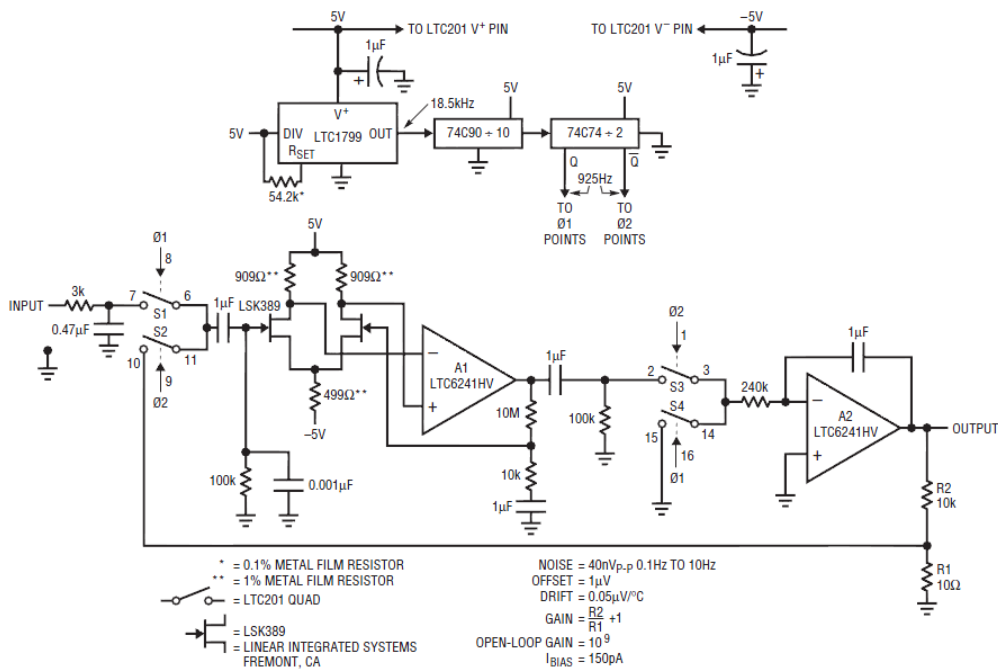 5V
TO LTC201 V+ PIN
1µF
+
–5V
TO LTC201 V– PIN
1µF
+
18.5kHz
5V
V+
DIV
LTC1799
OUT
RSET
54.2k*
5V
74C90 ÷ 10
5V
74C74 ÷ 2
Q
Q̅
925Hz
TO
Ø1
POINTS
TO
Ø2
POINTS
INPUT
3k
0.47µF
Ø1
8
7
6
S1
S2
10
11
9
Ø2
1µF
5V
909Ω**
909Ω**
LSK389
499Ω**
–5V
100k
0.001µF
–
A1
LTC6241HV
+
10M
10k
1µF
1µF
100k
Ø2
1
2
3
S3
S4
15
14
16
Ø1
240k
1µF
–
A2
LTC6241HV
+
OUTPUT
R2
10k
R1
10Ω
* = 0.1% METAL FILM RESISTOR
** = 1% METAL FILM RESISTOR
= LTC201 QUAD
= LSK389
= LINEAR INTEGRATED SYSTEMS
FREMONT, CA
NOISE = 40nVP-P 0.1Hz TO 10Hz
OFFSET = 1µV
DRIFT = 0.05µV/°C
GAIN = R2/R1 +1
OPEN-LOOP GAIN = 10⁹
IBIAS = 150pA